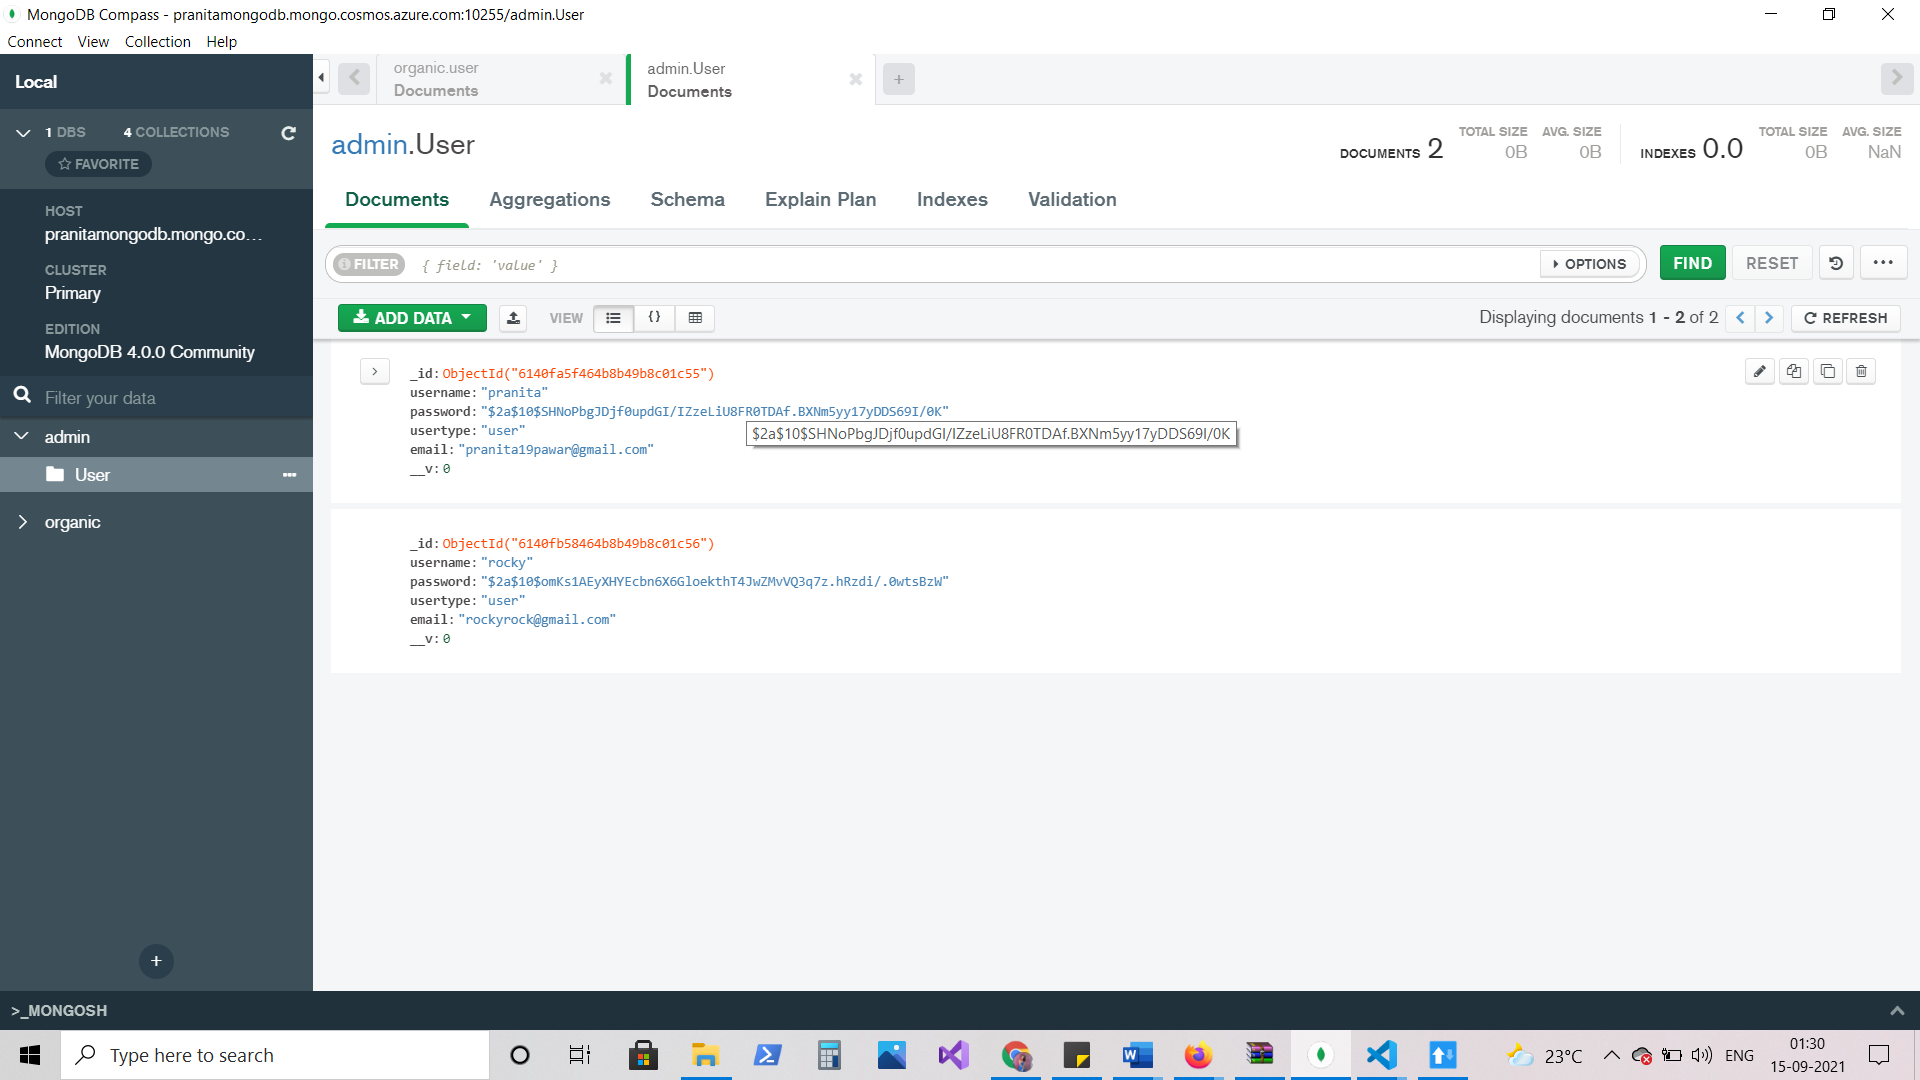 MongoDB Compass - pranitamongodb.mongo.cosmos.azure.com:10255/admin.User
Connect View Collection Help
Local
1 DBS 4 COLLECTIONS
FAVORITE
HOST
pranitamongodb.mongo.co...
CLUSTER
Primary
EDITION
MongoDB 4.0.0 Community
Filter your data
admin
User
organic
>_MONGOSH
organic.user
Documents
admin.User
Documents
admin.User
DOCUMENTS 2 TOTAL SIZE 0B AVG. SIZE 0B
INDEXES 0.0 TOTAL SIZE 0B AVG. SIZE NaN
Documents Aggregations Schema Explain Plan Indexes Validation
FILTER { field: 'value' } OPTIONS FIND RESET ...
ADD DATA VIEW {} Displaying documents 1 - 2 of 2 REFRESH
_id: ObjectId("6140fa5f464b8b49b8c01c55")
username: "pranita"
password: "$2a$10$SHNoPbgJDjf0updGI/IZzeLiU8FR0TDAf.BXNm5yy17yDDS69I/0K"
usertype: "user"
$2a$10$SHNoPbgJDjf0updGI/IZzeLiU8FR0TDAf.BXNm5yy17yDDS69I/0K
email: "pranita19pawar@gmail.com"
__v: 0
_id: ObjectId("6140fb58464b8b49b8c01c56")
username: "rocky"
password: "$2a$10$omKs1AEyXHYEcbn6X6GloekthT4JwZMvVQ3q7z.hRzdi/.0wtsBzW"
usertype: "user"
email: "rockyrock@gmail.com"
__v: 0
Type here to search
23°C ENG
01:30
15-09-2021